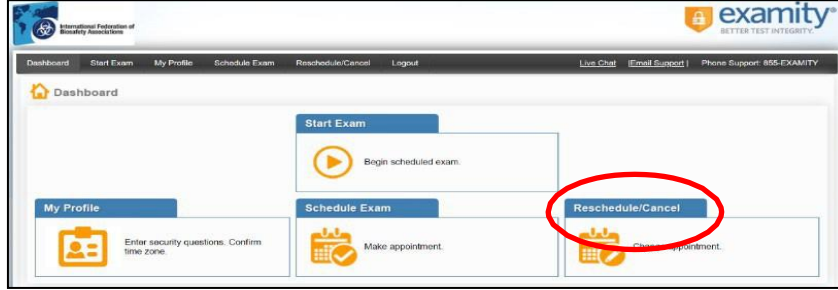 International Federation of
Biosafety Associations
examity
BETTER TEST INTEGRITY.
Dashboard Start Exam My Profile Schedule Exam Reschedule/Cancel Logout Live Chat |Email Support| Phone Support: 855-EXAMITY
Dashboard
Start Exam
Begin scheduled exam.
My Profile
Enter security questions. Confirm
time zone.
Schedule Exam
Make appointment.
Reschedule/Cancel
Change appointment.